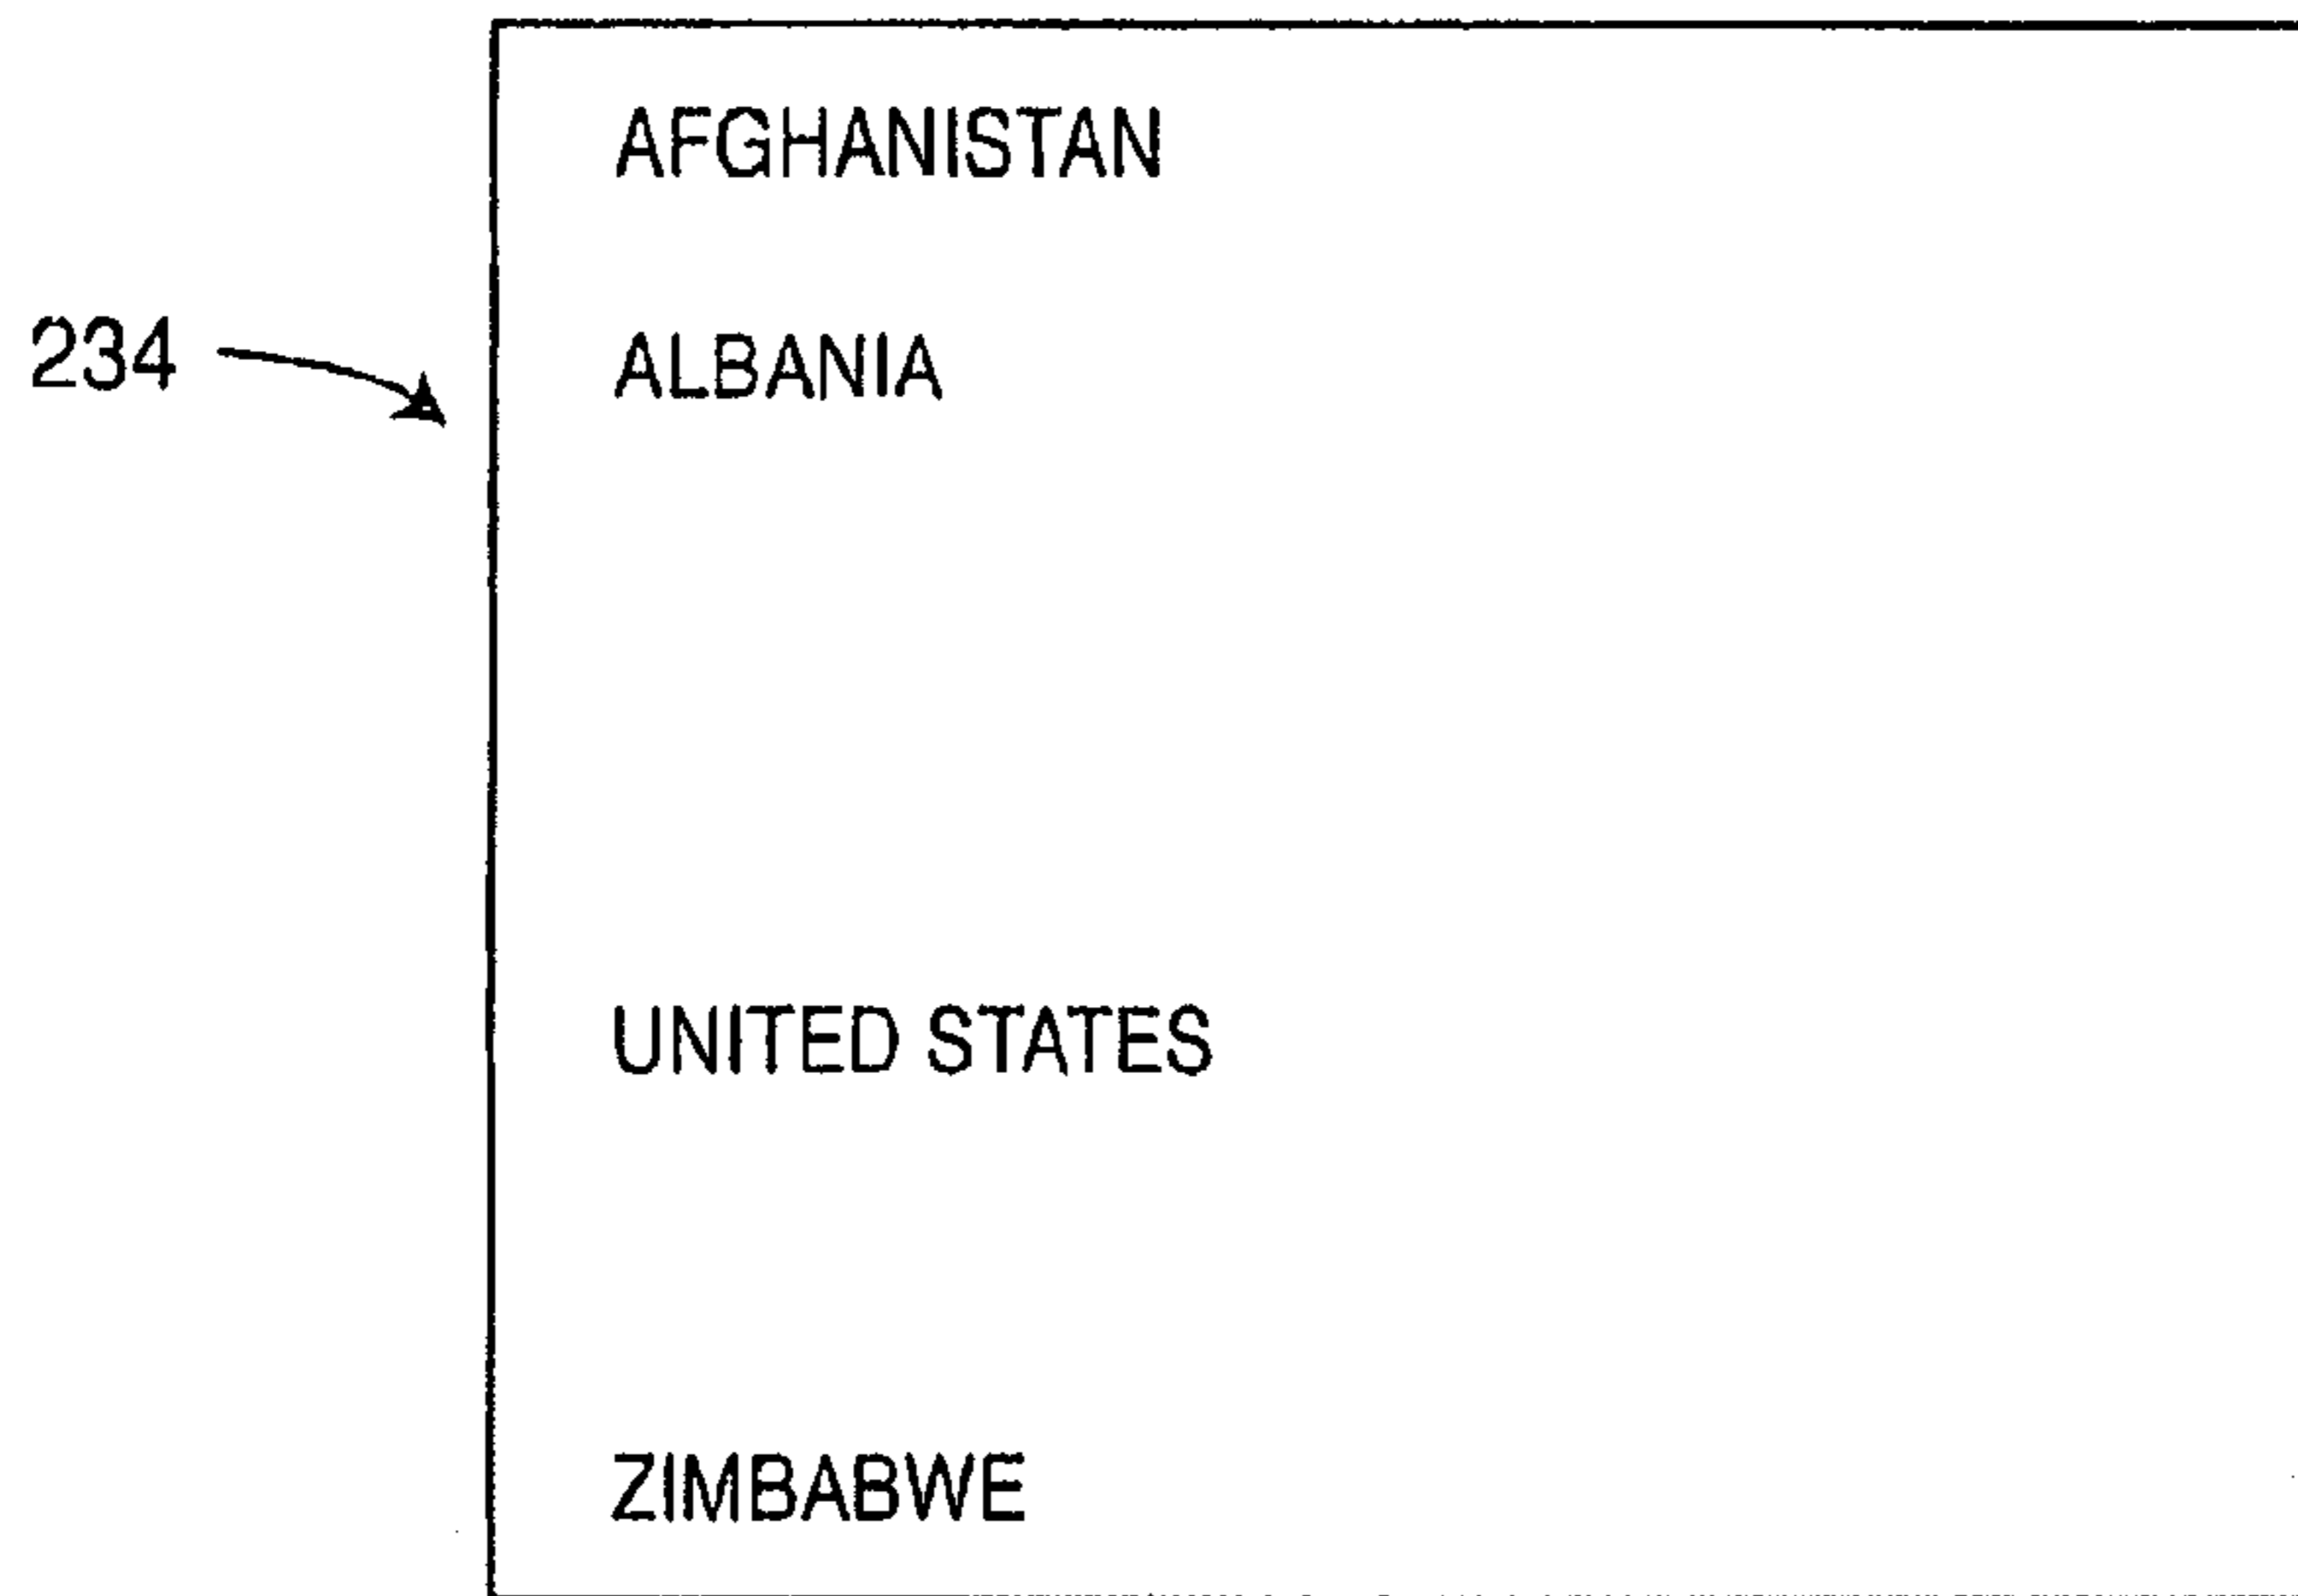 AFGHANISTAN
234
ALBANIA
UNITED STATES
ZIMBABWE